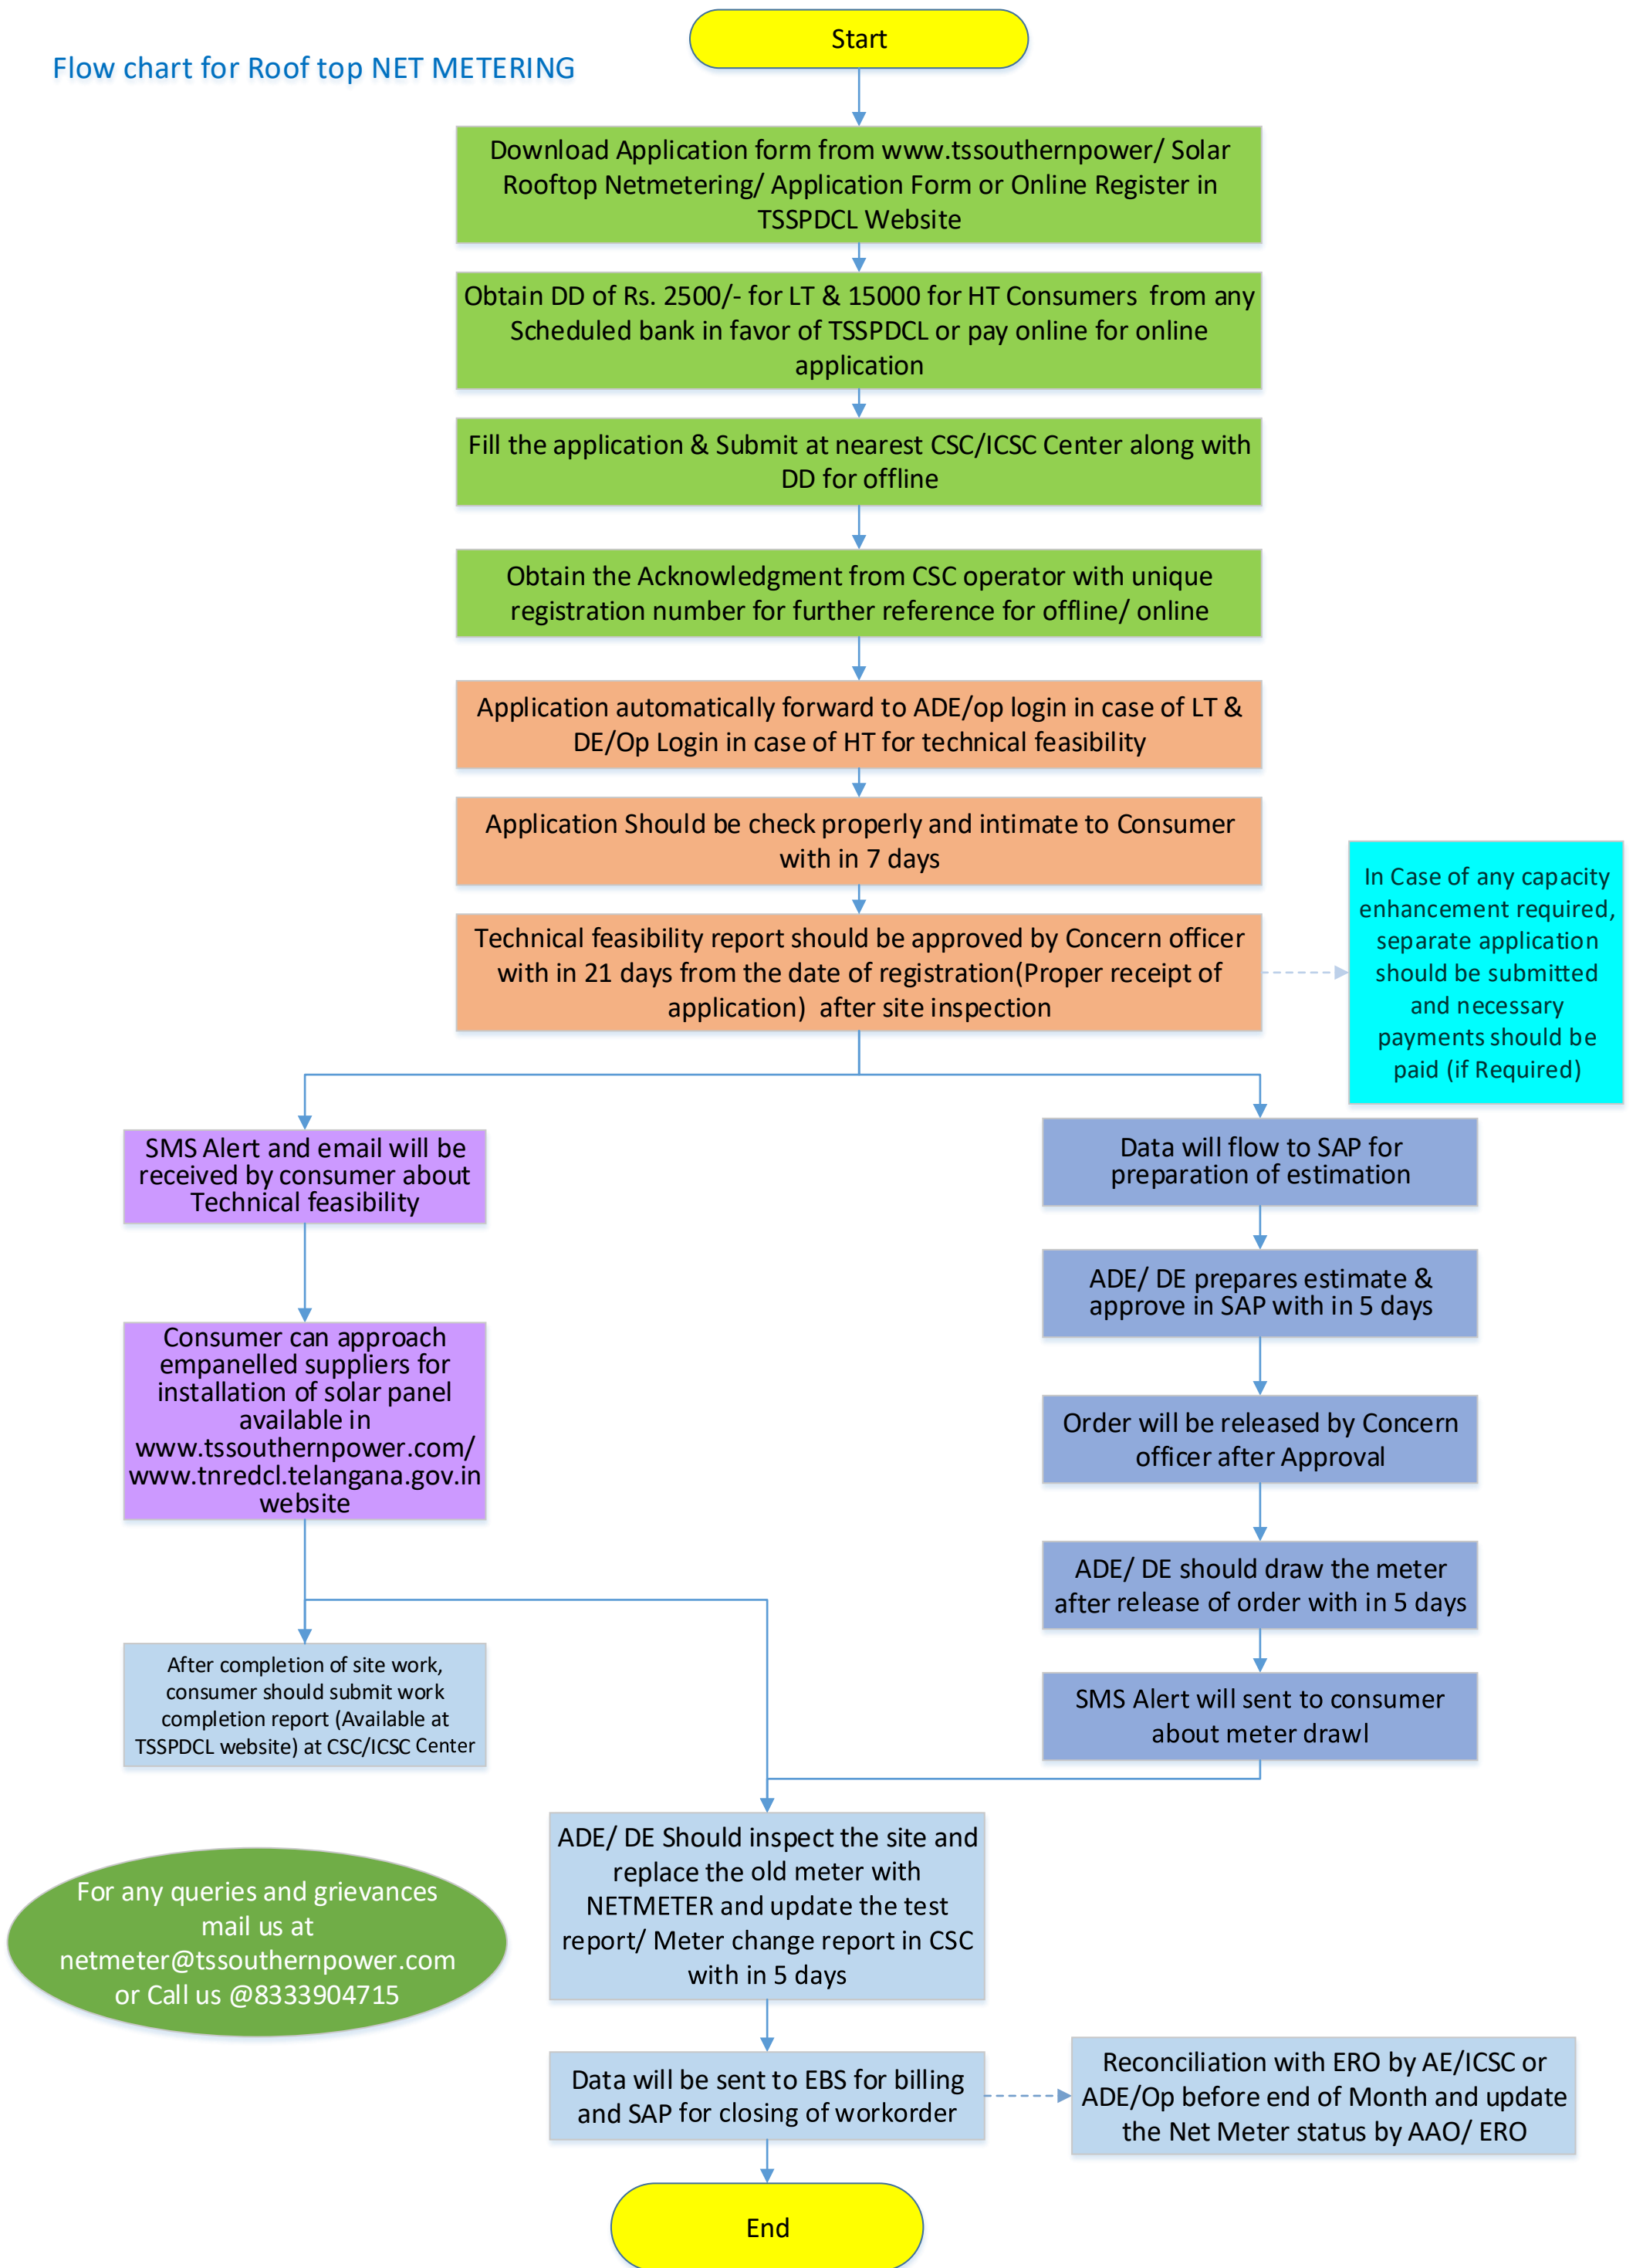 Start
Flow chart for Roof top NET METERING
Download Application form from www.tssouthernpower/ Solar
Rooftop Netmetering/ Application Form or Online Register in
TSSPDCL Website
Obtain DD of Rs. 2500/- for LT & 15000 for HT Consumers from any
Scheduled bank in favor of TSSPDCL or pay online for online
application
Fill the application & Submit at nearest CSC/ICSC Center along with
DD for offline
Obtain the Acknowledgment from CSC operator with unique
registration number for further reference for offline/ online
Application automatically forward to ADE/op login in case of LT &
DE/Op Login in case of HT for technical feasibility
Application Should be check properly and intimate to Consumer
with in 7 days
Technical feasibility report should be approved by Concern officer
with in 21 days from the date of registration(Proper receipt of
application) after site inspection
In Case of any capacity
enhancement required,
separate application
should be submitted
and necessary
payments should be
paid (if Required)
SMS Alert and email will be
received by consumer about
Technical feasibility
Consumer can approach
empanelled suppliers for
installation of solar panel
available in
www.tssouthernpower.com/
www.tnredcl.telangana.gov.in
website
After completion of site work,
consumer should submit work
completion report (Available at
TSSPDCL website) at CSC/ICSC Center
Data will flow to SAP for
preparation of estimation
ADE/ DE prepares estimate &
approve in SAP with in 5 days
Order will be released by Concern
officer after Approval
ADE/ DE should draw the meter
after release of order with in 5 days
SMS Alert will sent to consumer
about meter drawl
ADE/ DE Should inspect the site and
replace the old meter with
NETMETER and update the test
report/ Meter change report in CSC
with in 5 days
For any queries and grievances
mail us at
netmeter@tssouthernpower.com
or Call us @8333904715
Data will be sent to EBS for billing
and SAP for closing of workorder
Reconciliation with ERO by AE/ICSC or
ADE/Op before end of Month and update
the Net Meter status by AAO/ ERO
End